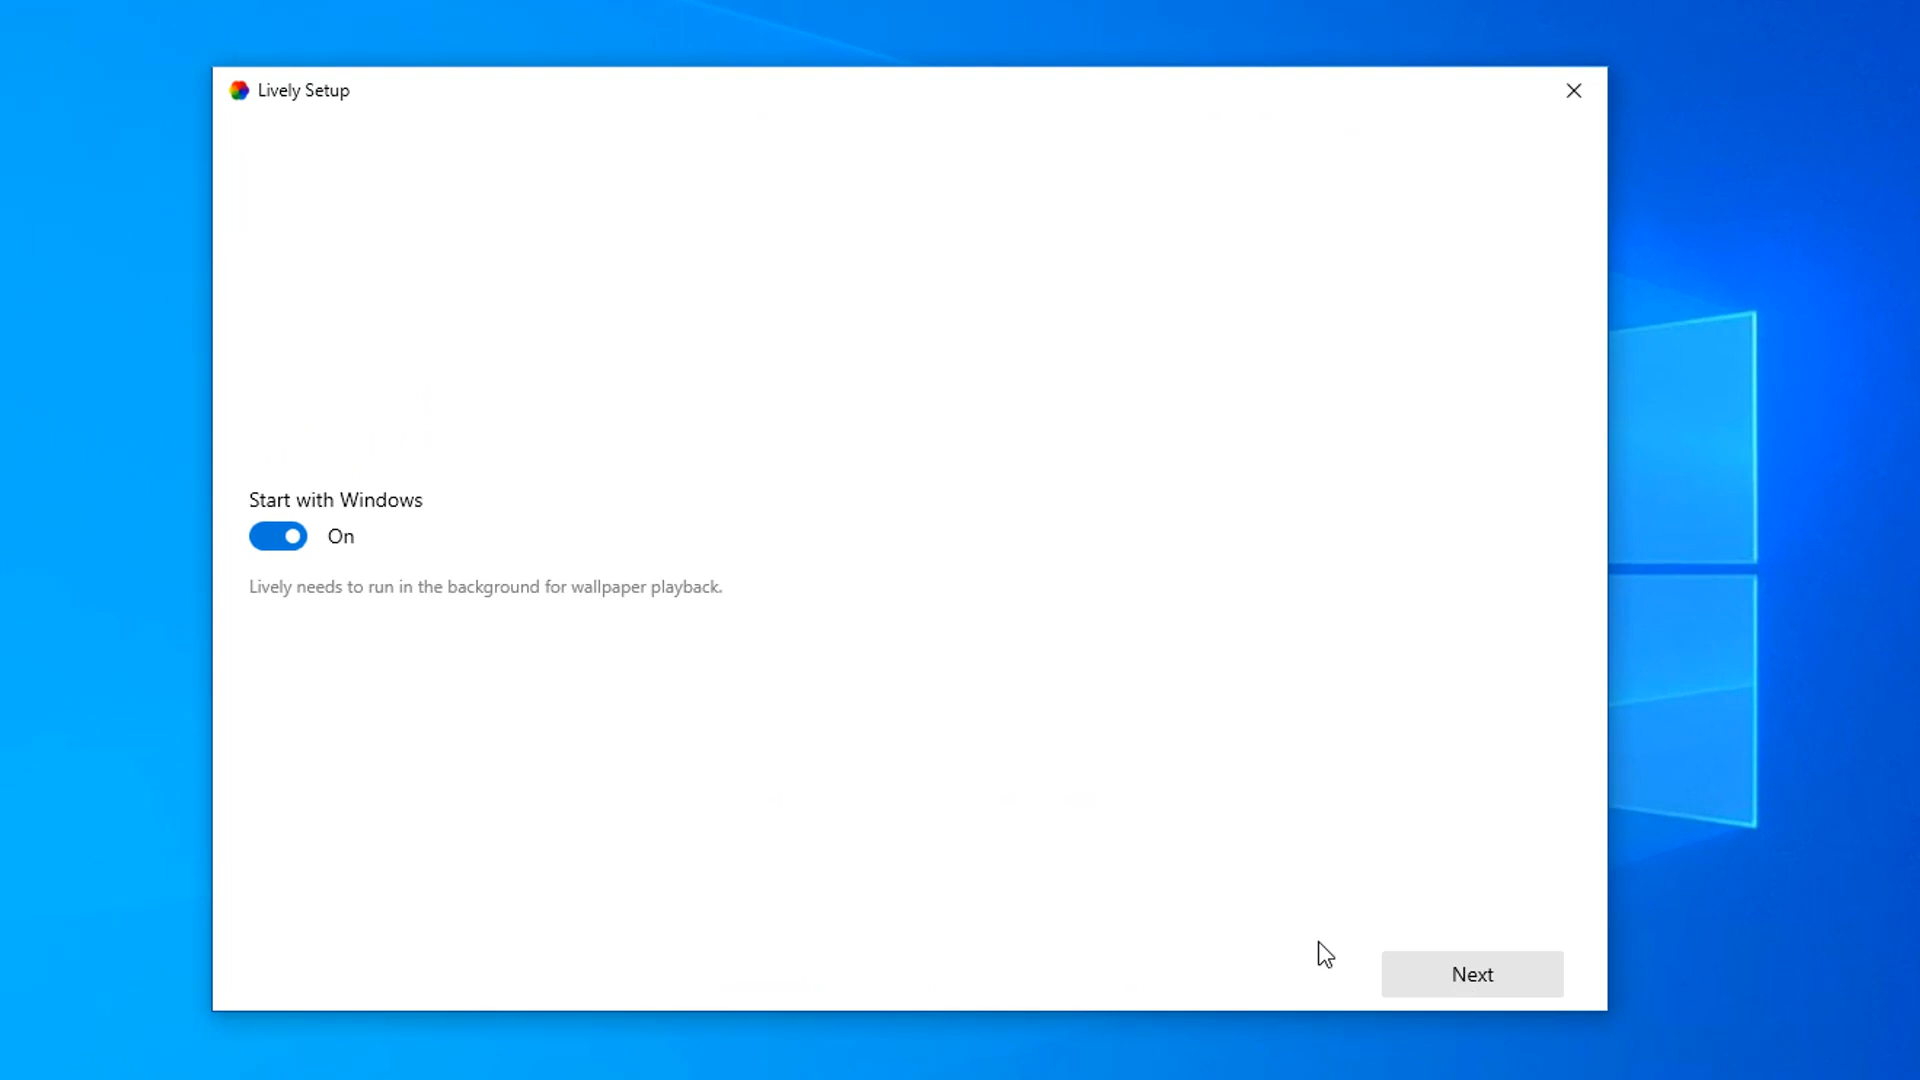 Lively Setup
Start with Windows
On
Lively needs to run in the background for wallpaper playback.
Next